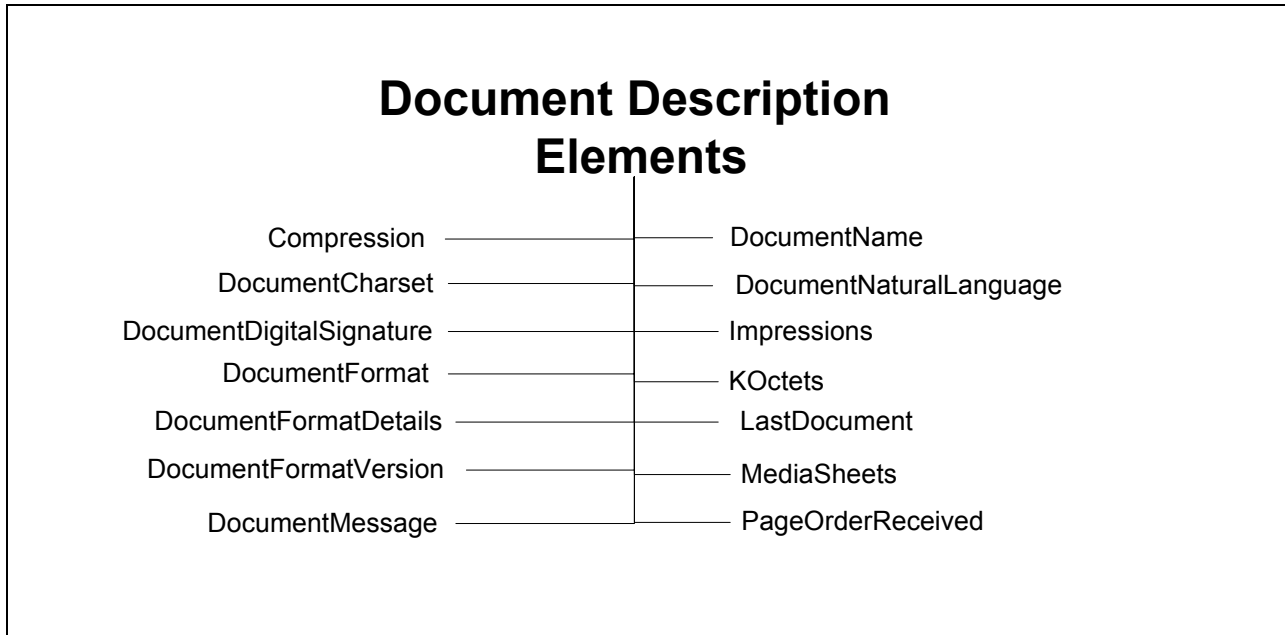 Document Description
Elements
Compression
DocumentCharset
DocumentDigitalSignature
DocumentFormat
DocumentFormatDetails
DocumentFormatVersion
DocumentMessage
DocumentName
DocumentNaturalLanguage
Impressions
KOctets
LastDocument
MediaSheets
PageOrderReceived